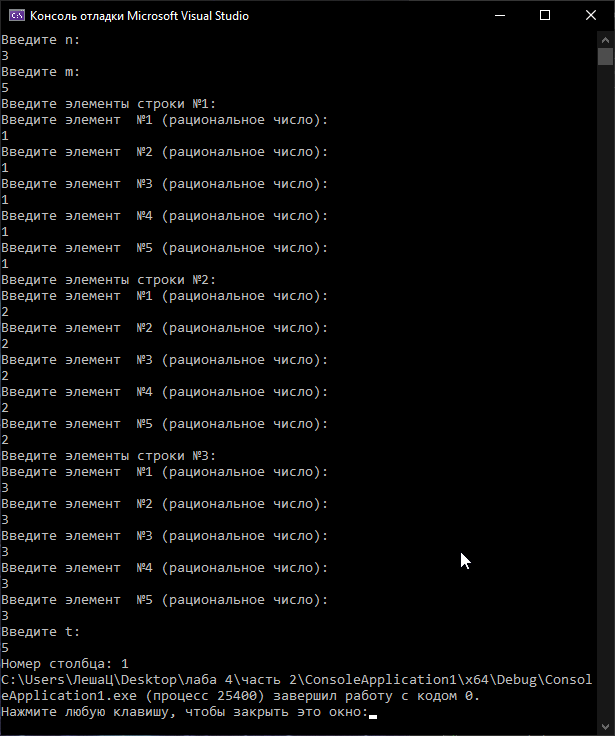 Консоль отладки Microsoft Visual Studio
Введите n:
3
Введите m:
5
Введите элементы строки №1:
Введите элемент  №1 (рациональное число):
1
Введите элемент  №2 (рациональное число):
1
Введите элемент  №3 (рациональное число):
1
Введите элемент  №4 (рациональное число):
1
Введите элемент  №5 (рациональное число):
1
Введите элементы строки №2:
Введите элемент  №1 (рациональное число):
2
Введите элемент  №2 (рациональное число):
2
Введите элемент  №3 (рациональное число):
2
Введите элемент  №4 (рациональное число):
2
Введите элемент  №5 (рациональное число):
2
Введите элементы строки №3:
Введите элемент  №1 (рациональное число):
3
Введите элемент  №2 (рациональное число):
3
Введите элемент  №3 (рациональное число):
3
Введите элемент  №4 (рациональное число):
3
Введите элемент  №5 (рациональное число):
3
Введите t:
5
Номер столбца: 1
C:\Users\ЛешаЦ\Desktop\лаба 4\часть 2\ConsoleApplication1\x64\Debug\Consol
eApplication1.exe (процесс 25400) завершил работу с кодом 0.
Нажмите любую клавишу, чтобы закрыть это окно: